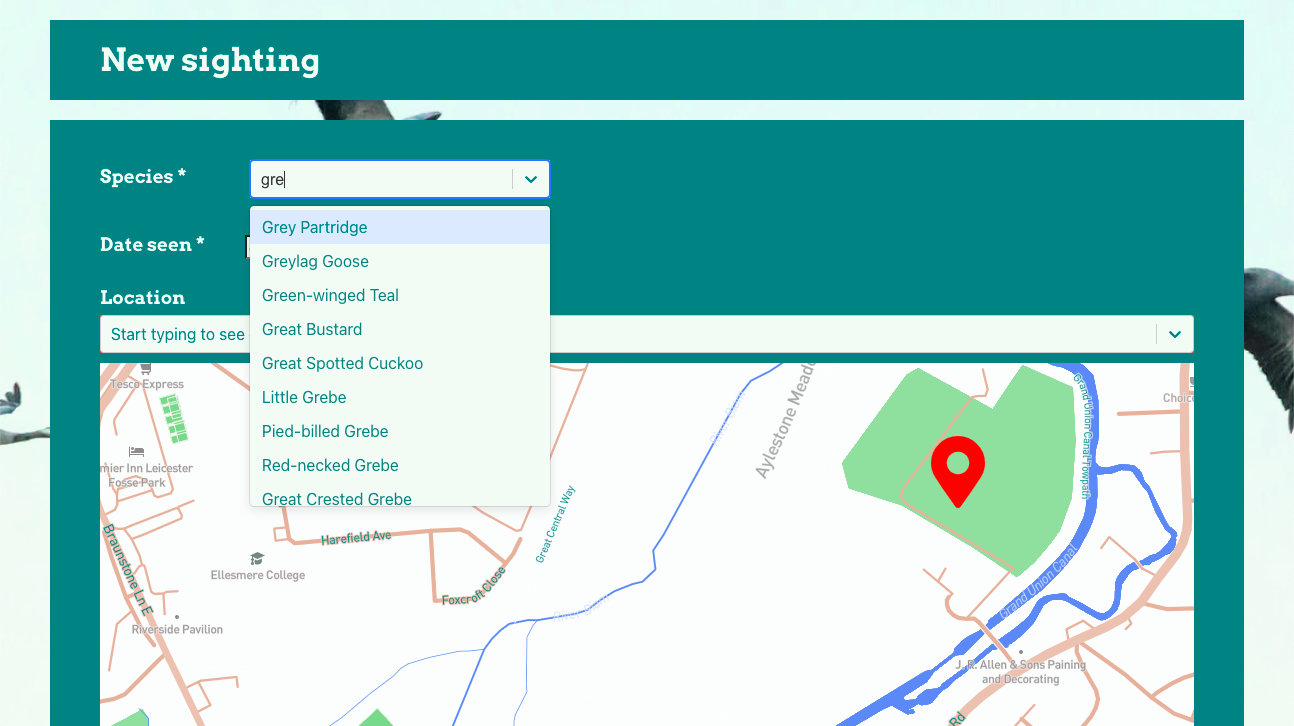 New sighting
Species *
gre
Grey Partridge
Greylag Goose
Green-winged Teal
Great Bustard
Great Spotted Cuckoo
Little Grebe
Pied-billed Grebe
Red-necked Grebe
Great Crested Grebe
Date seen *
Location
Start typing to see
Tesco Express
mier Inn Leicester
Fosse Park
Braunstone Ln E
Harefield Ave
Ellesmere College
Foxcroft Close
Riverside Pavilion
Great Central Way
Aylestone Mead
Grand Union Canal Towpath
Choice
Grand Union Canal
J. R. Allen & Sons Paining
and Decorating
Rd